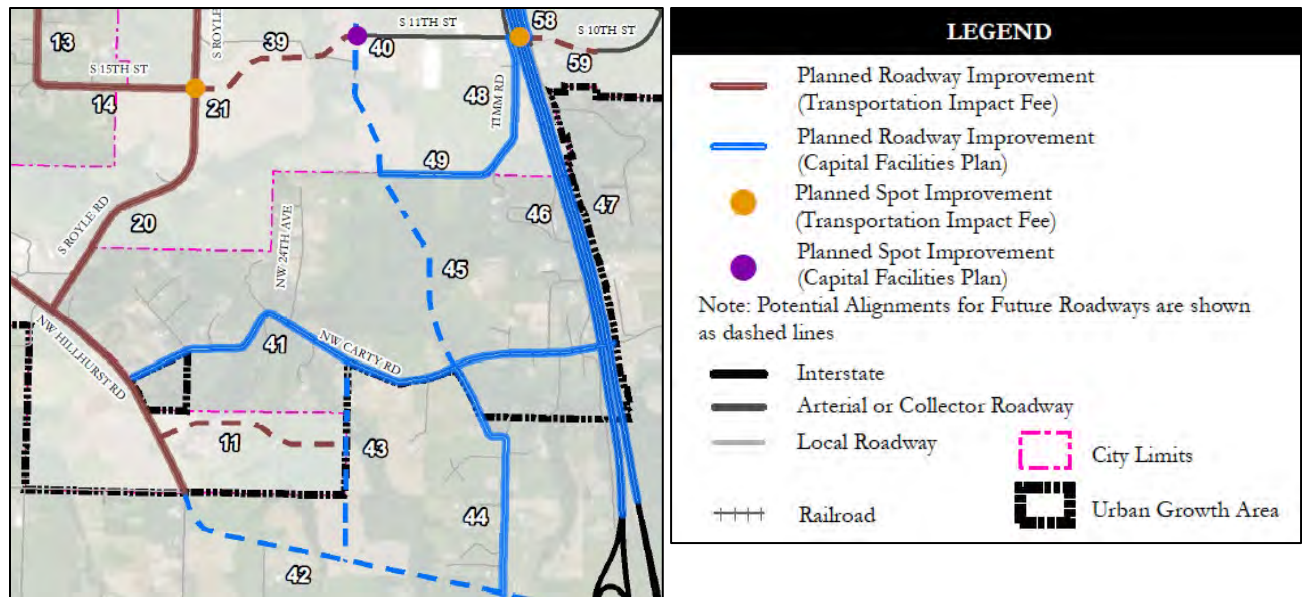 58
S 11TH ST
S 10TH ST
13
39
40
59
S ROYLE
S 15TH ST
14
21
48
TIMM RD
49
20
S ROYLE RD
NW 24TH AVE
46
47
45
NW HILLHURST RD
41
NW CARTY RD
11
43
44
42
LEGEND
Planned Roadway Improvement
(Transportation Impact Fee)
Planned Roadway Improvement
(Capital Facilities Plan)
Planned Spot Improvement
(Transportation Impact Fee)
Planned Spot Improvement
(Capital Facilities Plan)
Note: Potential Alignments for Future Roadways are shown
as dashed lines
Interstate
Arterial or Collector Roadway
Local Roadway
City Limits
Railroad
Urban Growth Area